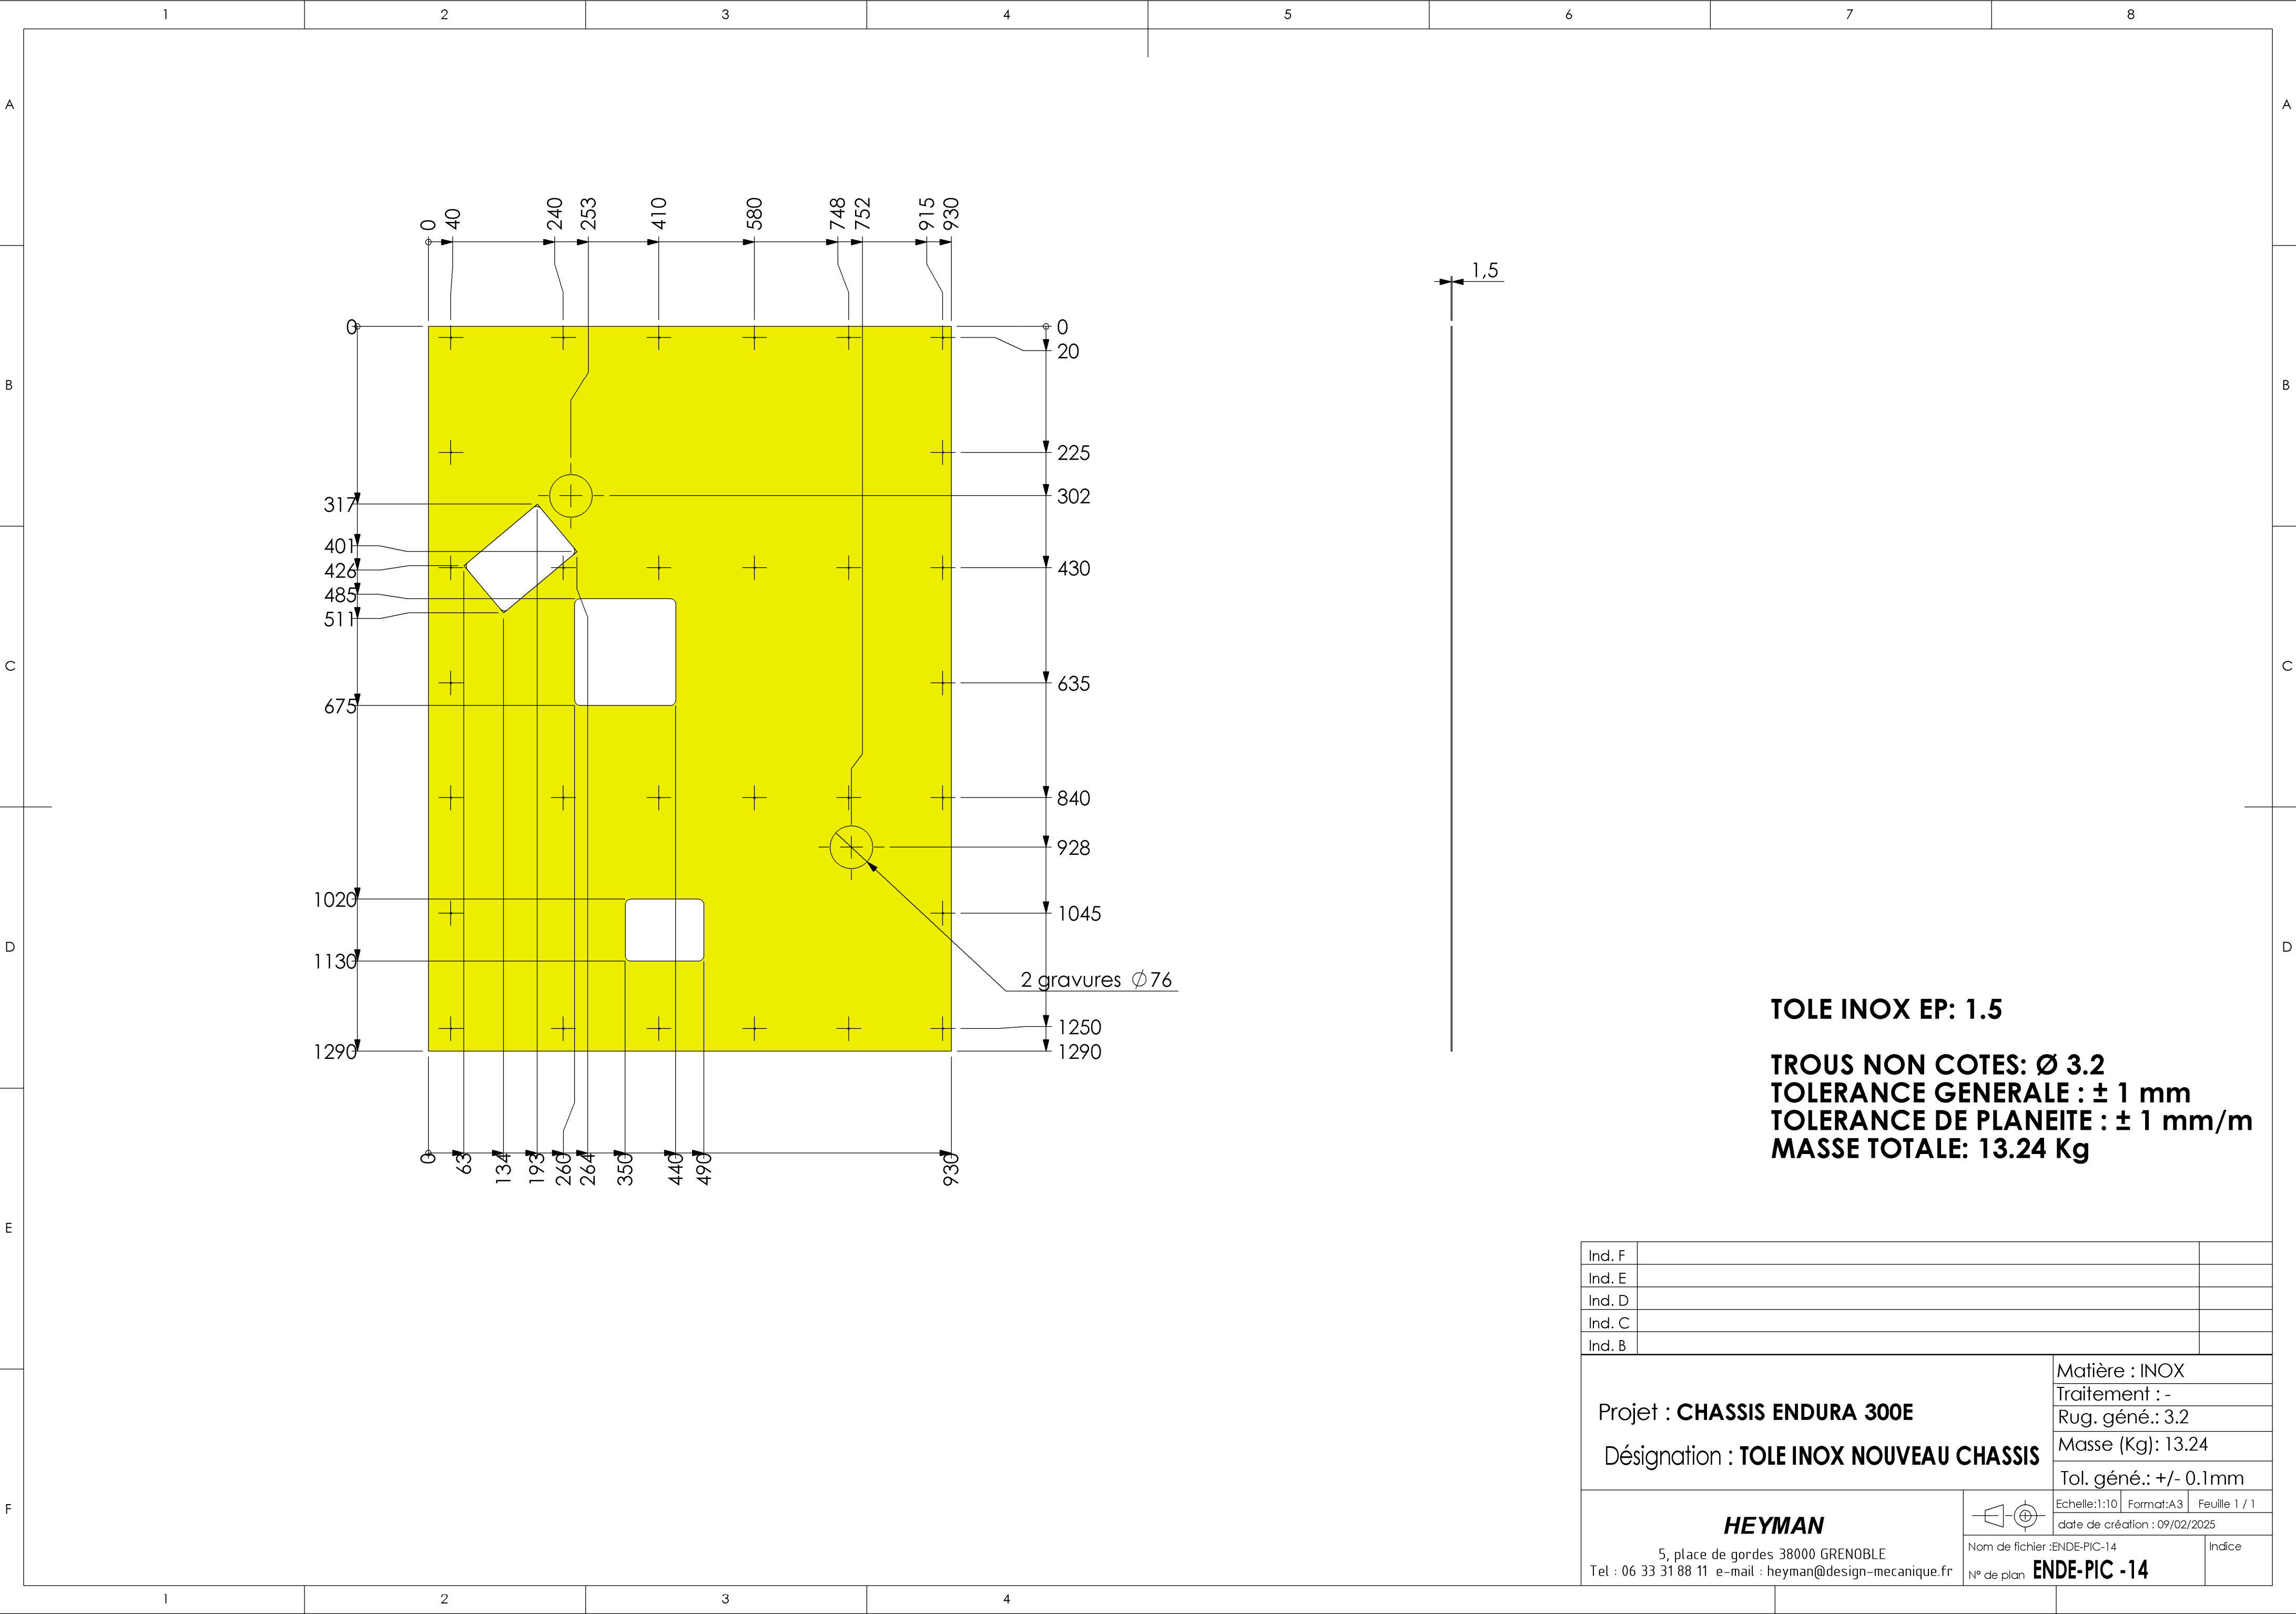 1 2 3 4 5 6 7 8
A A
0 40 240 253 410 580 748 752 915 930
1,5
0 0
20
B B
225
302
317
401
426 430
485
511
C C
635
675
840
928
1020
1045
D D
1130
2 gravures Ø76
1250
1290 1290
TOLE INOX EP: 1.5
TROUS NON COTES: Ø 3.2
TOLERANCE GENERALE : ± 1 mm
TOLERANCE DE PLANEITE : ± 1 mm/m
MASSE TOTALE: 13.24 Kg
0 63 134 193 260 264 350 440 490 930
E
Ind. F
Ind. E
Ind. D
Ind. C
Ind. B
Matière : INOX
Traitement : -
Projet : CHASSIS ENDURA 300E
Rug. géné.: 3.2
Masse (Kg): 13.24
Désignation : TOLE INOX NOUVEAU CHASSIS
Tol. géné.: +/- 0.1mm
F
Echelle:1:10 Format:A3 Feuille 1 / 1
HEYMAN
date de création : 09/02/2025
5, place de gordes 38000 GRENOBLE
Tel : 06 33 31 88 11 e-mail : heyman@design-mecanique.fr
Nom de fichier :ENDE-PIC-14
Indice
N° de plan ENDE-PIC -14
1 2 3 4